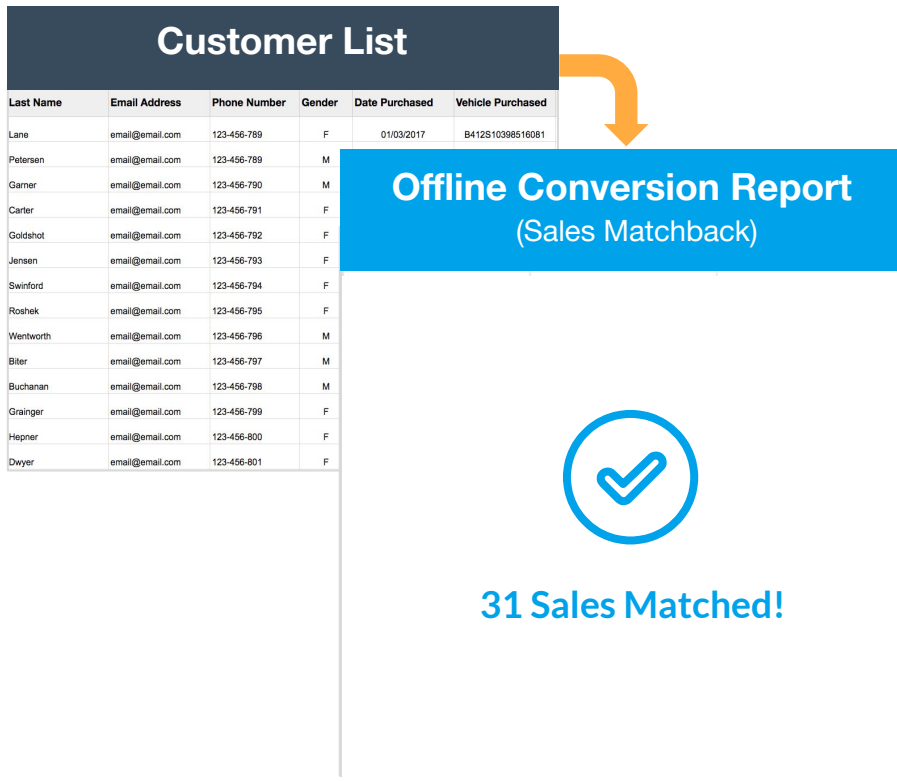 Customer List
Last Name Email Address Phone Number Gender Date Purchased Vehicle Purchased
Lane email@email.com 123-456-789 F 01/03/2017 B412S10398516081
Petersen email@email.com 123-456-789 M
Garner email@email.com 123-456-790 M
Carter email@email.com 123-456-791 F
Goldshot email@email.com 123-456-792 F
Jensen email@email.com 123-456-793 F
Swinford email@email.com 123-456-794 F
Roshek email@email.com 123-456-795 F
Wentworth email@email.com 123-456-796 M
Biter email@email.com 123-456-797 M
Buchanan email@email.com 123-456-798 M
Grainger email@email.com 123-456-799 F
Hepner email@email.com 123-456-800 F
Dwyer email@email.com 123-456-801 F
Offline Conversion Report
(Sales Matchback)
31 Sales Matched!